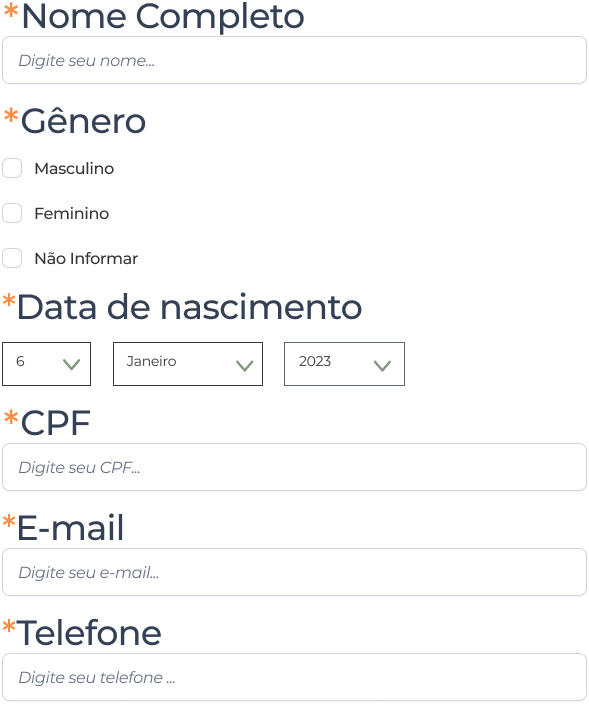 *Nome Completo
Digite seu nome...
*Gênero
Masculino
Feminino
Não Informar
*Data de nascimento
6 Janeiro 2023
*CPF
Digite seu CPF...
*E-mail
Digite seu e-mail...
*Telefone
Digite seu telefone ...